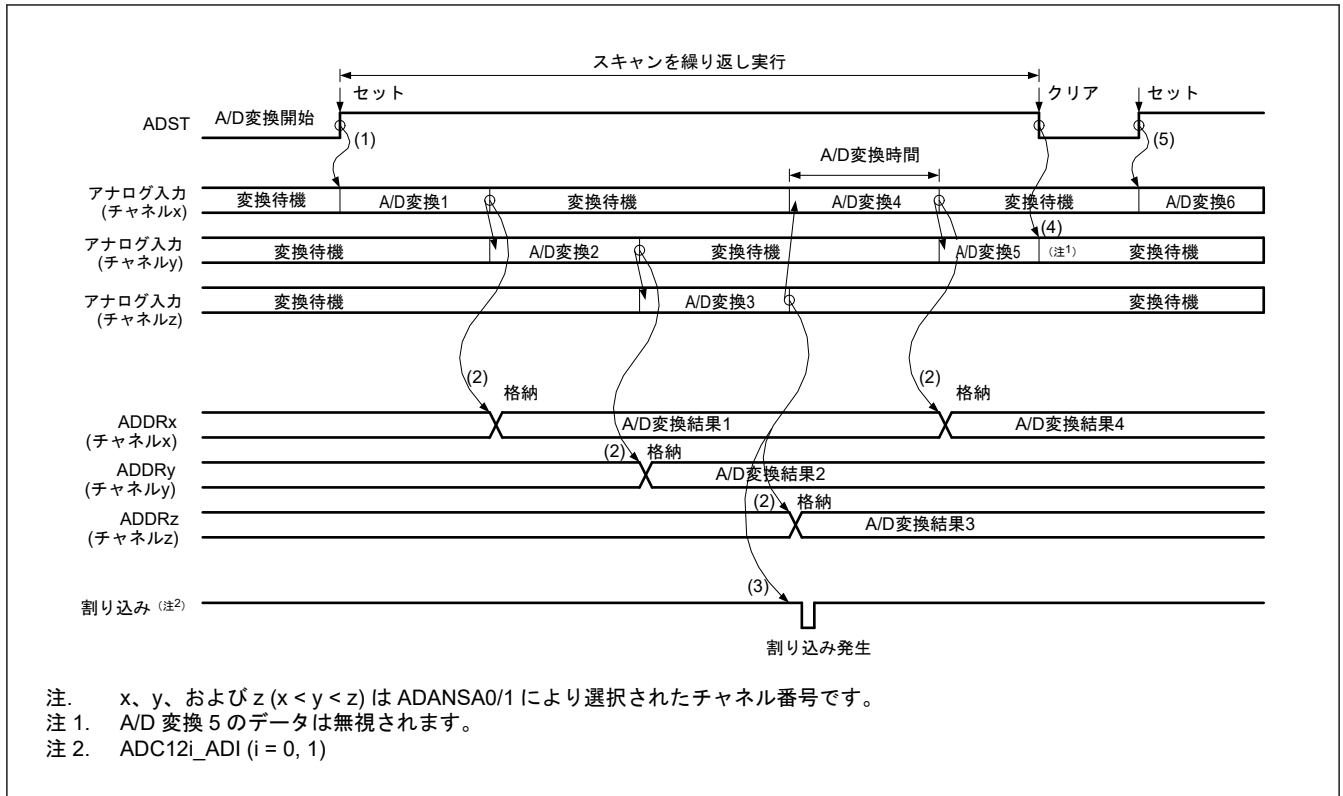 スキャンを繰り返し実行
セット
クリア
セット
ADST
A/D変換開始
(1)
(5)
A/D変換時間
アナログ入力
(チャネルx)
変換待機
A/D変換1
変換待機
A/D変換4
変換待機
A/D変換6
(4)
アナログ入力
(チャネルy)
変換待機
A/D変換2
変換待機
A/D変換5
(注1)
変換待機
アナログ入力
(チャネルz)
変換待機
A/D変換3
変換待機
(2)
格納
(2)
格納
ADDRx
(チャネルx)
A/D変換結果1
A/D変換結果4
(2)
格納
ADDRy
(チャネルy)
A/D変換結果2
(2)
格納
ADDRz
(チャネルz)
A/D変換結果3
(3)
割り込み (注2)
割り込み発生
注. x、y、および z (x < y < z) は ADANSA0/1 により選択されたチャネル番号です。
注 1. A/D 変換 5 のデータは無視されます。
注 2. ADC12i_ADI (i = 0, 1)